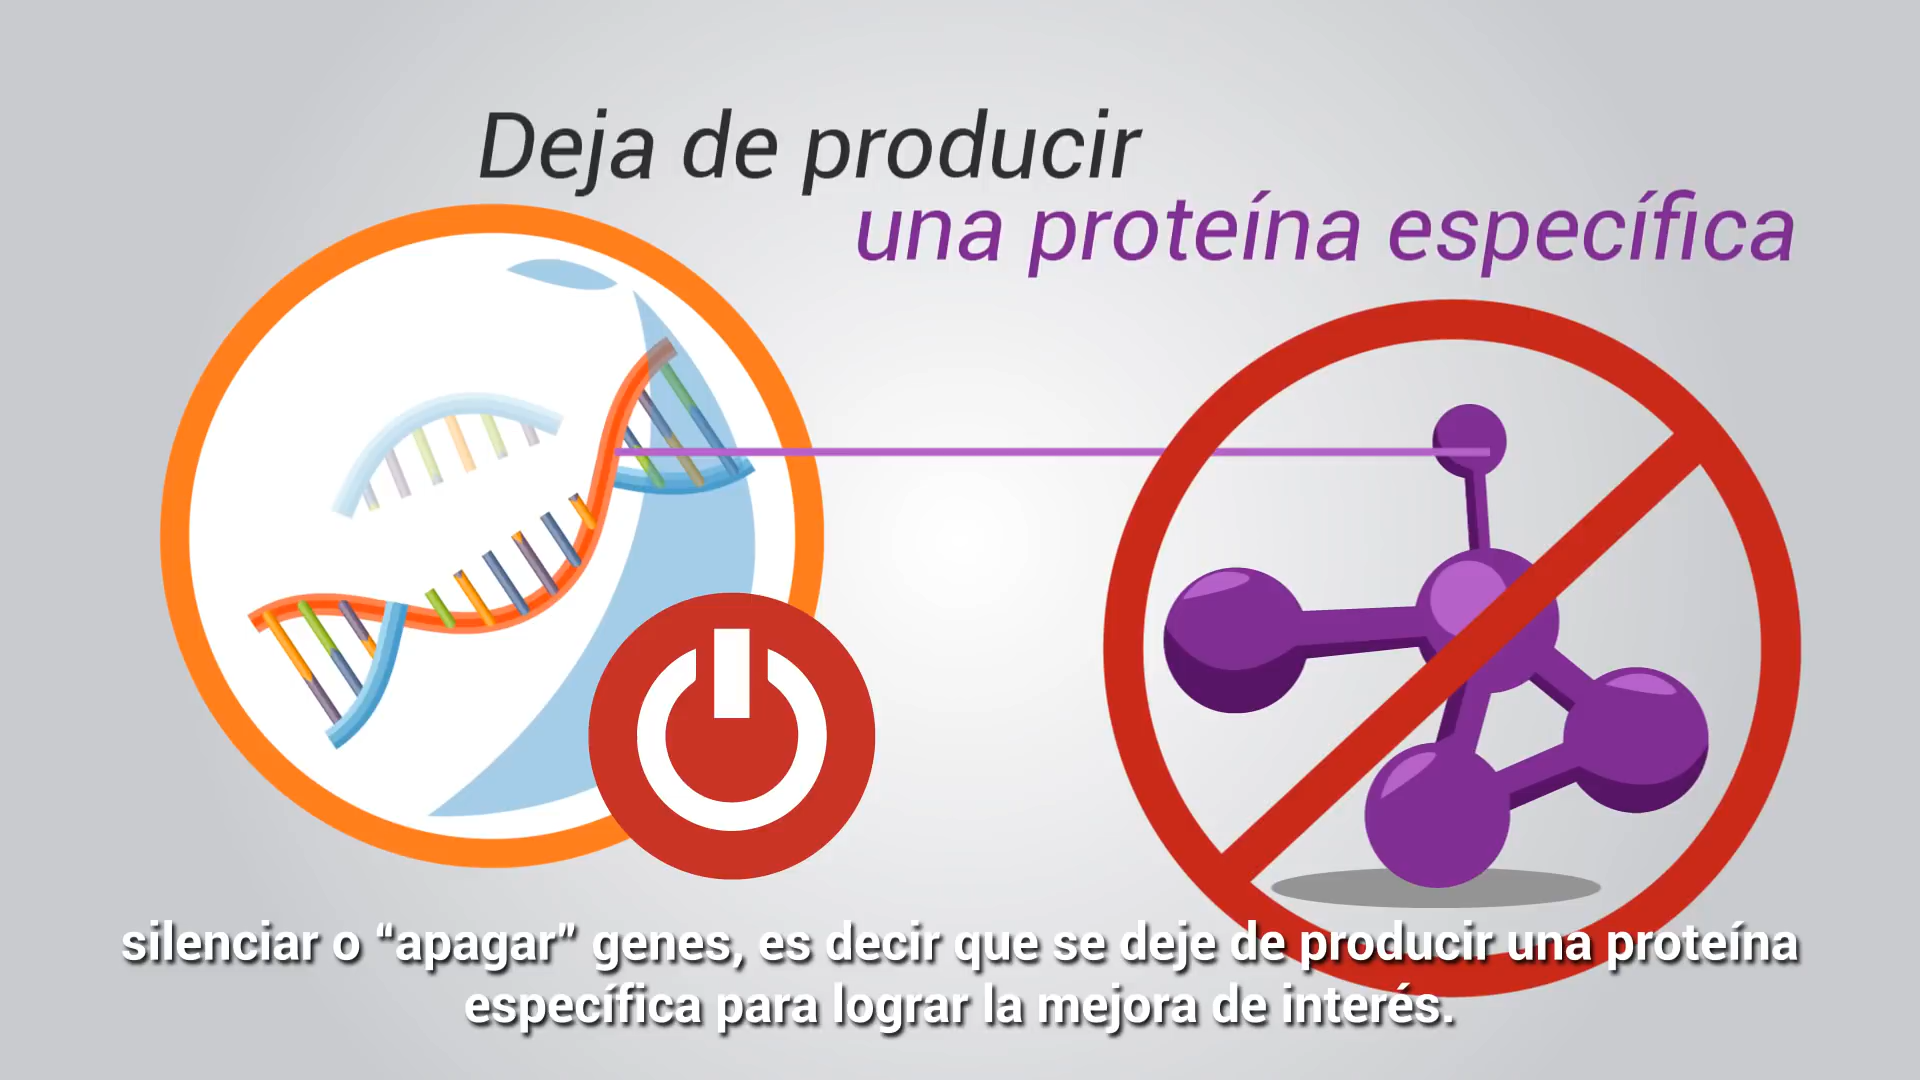 Deja de producir
una proteína específica
silenciar o “apagar” genes, es decir que se deje de producir una proteína
específica para lograr la mejora de interés.